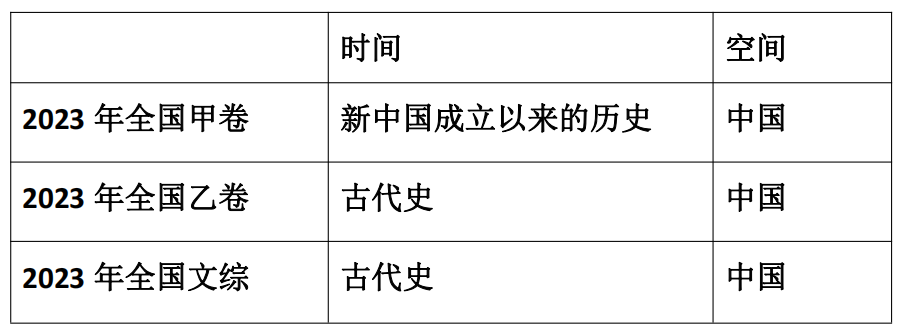 时间 空间
2023 年全国甲卷 新中国成立以来的历史 中国
2023 年全国乙卷 古代史 中国
2023 年全国文综 古代史 中国